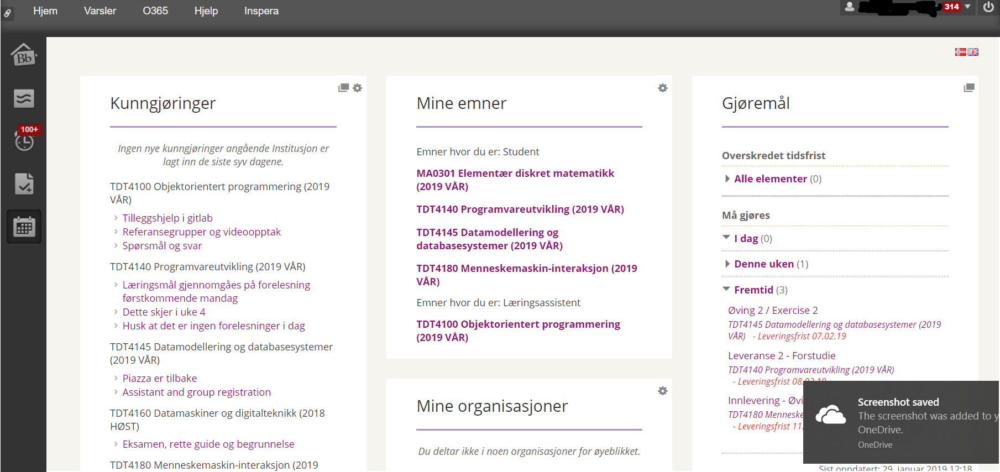 Hjem
Varsler
O365
Hjelp
Inspera
314
Bb
100+
Kunngjøringer
Ingen nye kunngjøringer angående Institusjon er
lagt inn de siste syv dagene.
TDT4100 Objektorientert programmering (2019
VÅR)
Tilleggshjelp i gitlab
Referansegrupper og videoopptak
Spørsmål og svar
TDT4140 Programvareutvikling (2019 VÅR)
Læringsmål gjennomgåes på forelesning
førstkommende mandag
Dette skjer i uke 4
Husk at det er ingen forelesninger i dag
TDT4145 Datamodellering og databasesystemer
(2019 VÅR)
Piazza er tilbake
Assistant and group registration
TDT4160 Datamaskiner og digitalteknikk (2018
HØST)
Eksamen, rette guide og begrunnelse
TDT4180 Menneskemaskin-interaksjon (2019
Mine emner
Emner hvor du er: Student
MA0301 Elementær diskret matematikk
(2019 VÅR)
TDT4140 Programvareutvikling (2019 VÅR)
TDT4145 Datamodellering og
databasesystemer (2019 VÅR)
TDT4180 Menneskemaskin-interaksjon (2019
VÅR)
Emner hvor du er: Læringsassistent
TDT4100 Objektorientert programmering
(2019 VÅR)
Mine organisasjoner
Du deltar ikke i noen organisasjoner for øyeblikket.
Gjøremål
Overskredet tidsfrist
Alle elementer (0)
Må gjøres
I dag (0)
Denne uken (1)
Fremtid (3)
Øving 2 / Exercise 2
TDT4145 Datamodellering og databasesystemer (2019
VÅR) - Leveringsfrist 07.02.19
Leveranse 2 - Forstudie
TDT4140 Programvareutvikling (2019 VÅR)
- Leveringsfrist 08.02.19
Innlevering - Øvi
TDT4180 Menneske
- Leveringsfrist 11.
Screenshot saved
The screenshot was added to y
OneDrive.
OneDrive
Sist oppdatert: 29. januar 2019 12:18